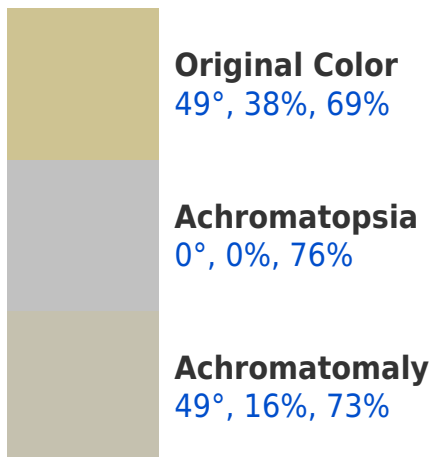 Original Color
49°, 38%, 69%
Achromatopsia
0°, 0%, 76%
Achromatomaly
49°, 16%, 73%